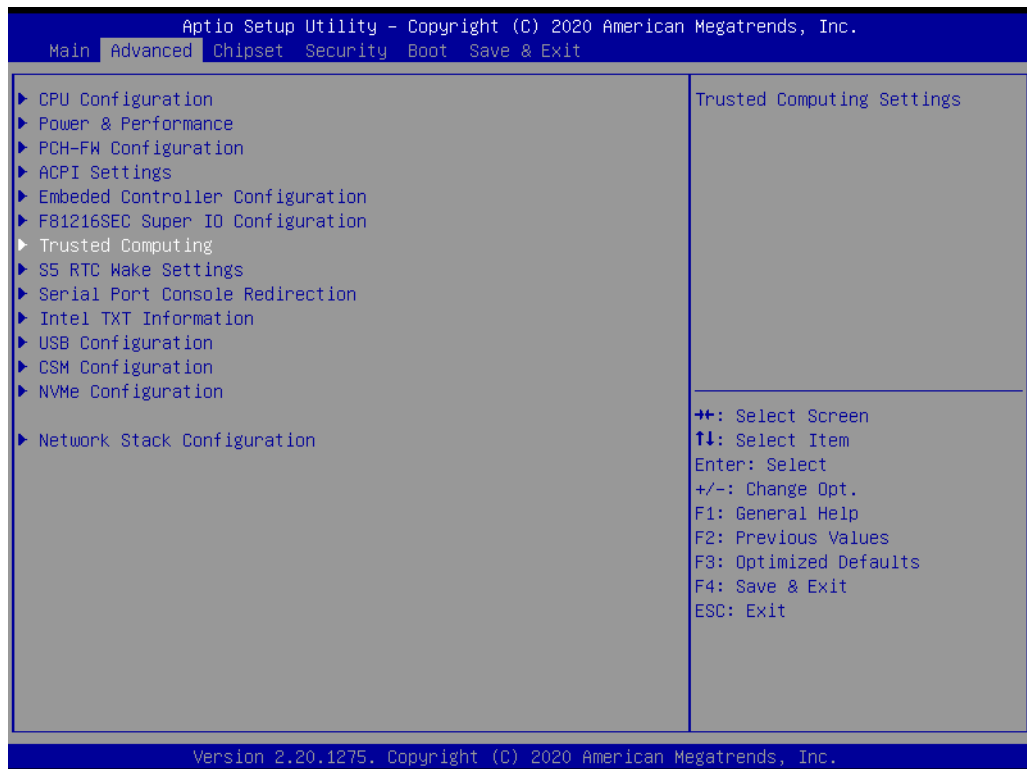 Aptio Setup Utility – Copyright (C) 2020 American Megatrends, Inc.
Main Advanced Chipset Security Boot Save & Exit
▶ CPU Configuration
▶ Power & Performance
▶ PCH-FW Configuration
▶ ACPI Settings
▶ Embeded Controller Configuration
▶ F81216SEC Super IO Configuration
▶ Trusted Computing
▶ S5 RTC Wake Settings
▶ Serial Port Console Redirection
▶ Intel TXT Information
▶ USB Configuration
▶ CSM Configuration
▶ NVMe Configuration
▶ Network Stack Configuration
Trusted Computing Settings
→←: Select Screen
↑↓: Select Item
Enter: Select
+/-: Change Opt.
F1: General Help
F2: Previous Values
F3: Optimized Defaults
F4: Save & Exit
ESC: Exit
Version 2.20.1275. Copyright (C) 2020 American Megatrends, Inc.